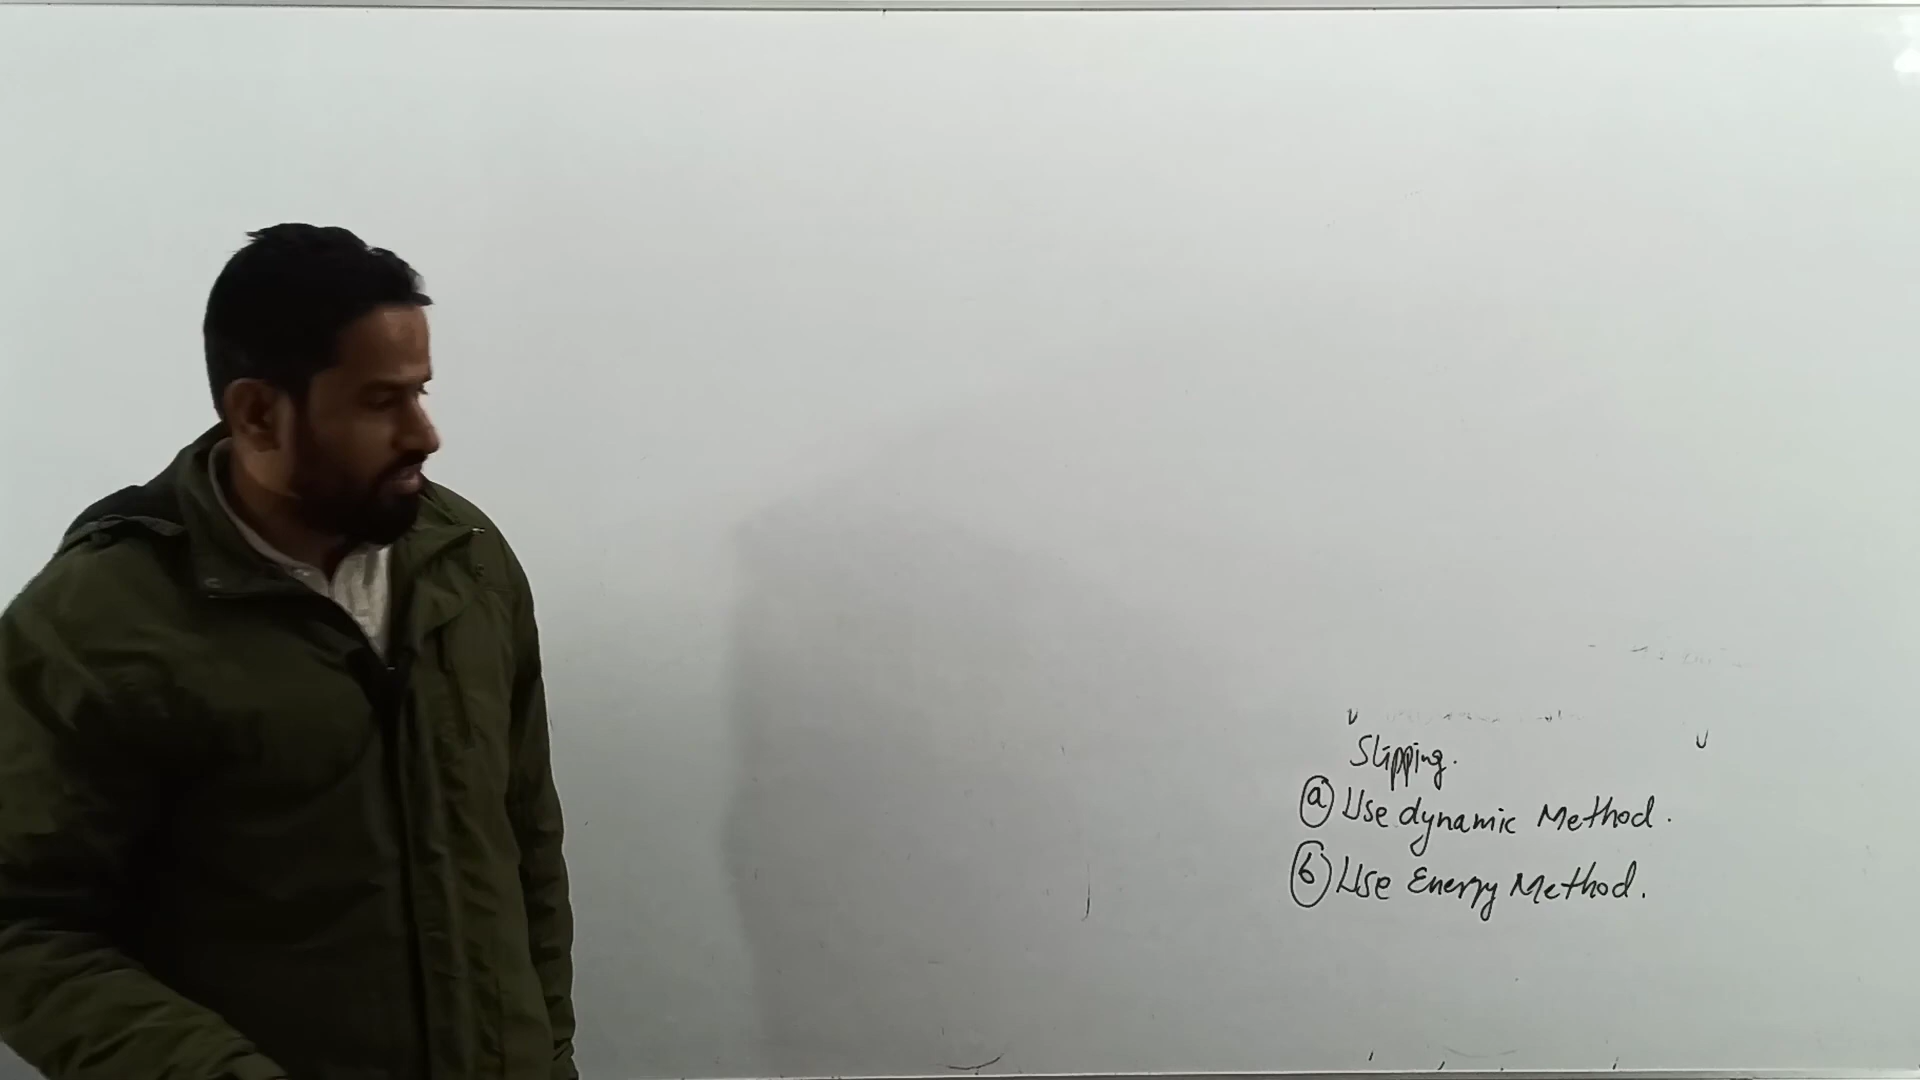 Slipping.
(a) Use dynamic Method.
(b) Use Energy Method.